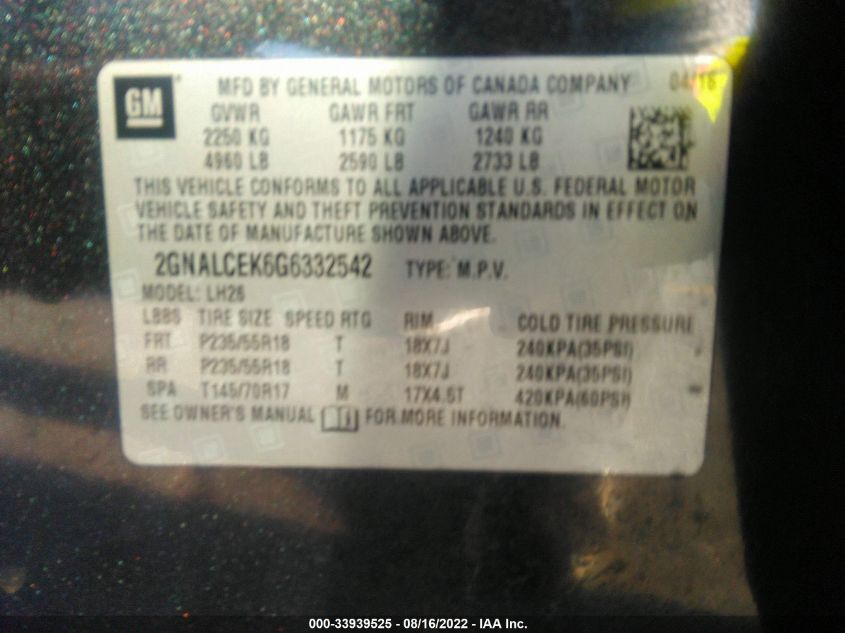 GM ® MFD BY GENERAL MOTORS OF CANADA COMPANY 04/16
GVWR GAWR FRT GAWR RR
2250 KG 1175 KG 1240 KG
4960 LB 2590 LB 2733 LB
THIS VEHICLE CONFORMS TO ALL APPLICABLE U.S. FEDERAL MOTOR
VEHICLE SAFETY AND THEFT PREVENTION STANDARDS IN EFFECT ON
THE DATE OF MANUFACTURE SHOWN ABOVE.
2GNALCEK6G6332542 TYPE: M.P.V.
MODEL: LH26
LBBS TIRE SIZE SPEED RTG RIM COLD TIRE PRESSURE
FRT P235/55R18 T 18X7J 240KPA(35PSI)
RR P235/55R18 T 18X7J 240KPA(35PSI)
SPA T145/70R17 M 17X4.5T 420KPA(60PSI)
SEE OWNER'S MANUAL FOR MORE INFORMATION.
000-33939525 - 08/16/2022 - IAA Inc.